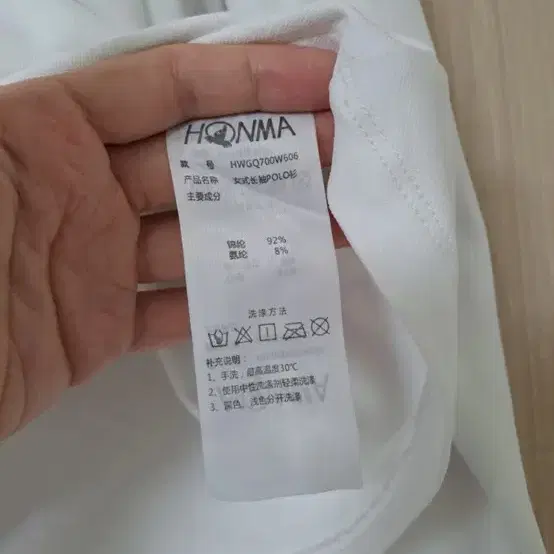 HONMA
款 号 HWGQ700W606
产品名称 女式长袖POLO衫
主要成分
锦纶 92%
氨纶 8%
洗涤方法
补充说明：
1、手洗，最高温度30℃
2、使用中性洗涤剂轻柔洗涤
3、深色、浅色分开洗涤